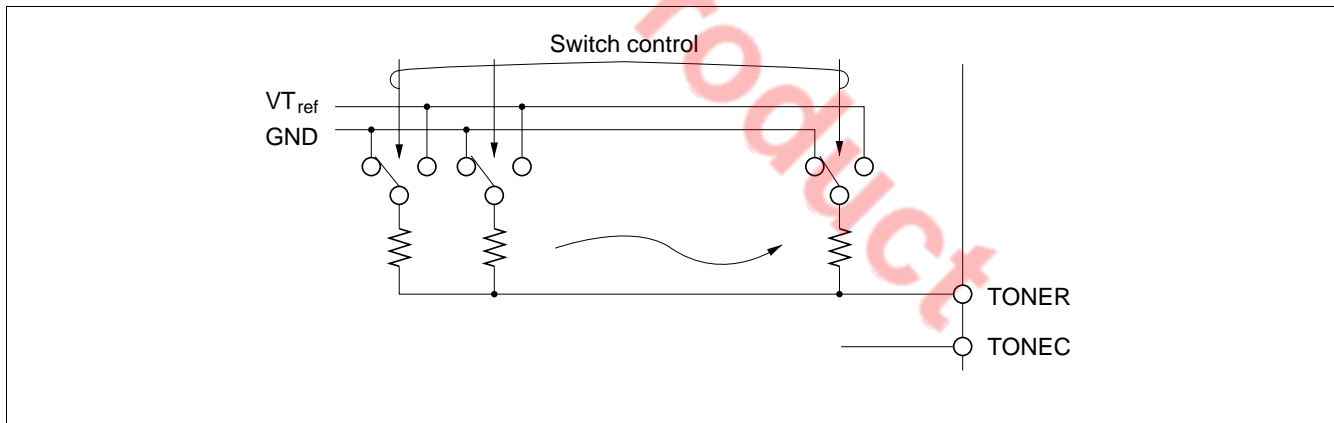 Switch control
VTref
GND
TONER
TONEC
roduct